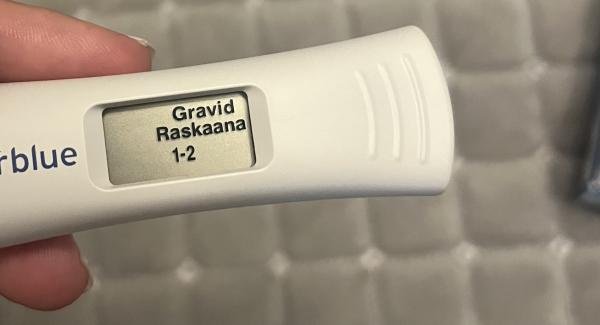 rblue
Gravid
Raskaana
1-2